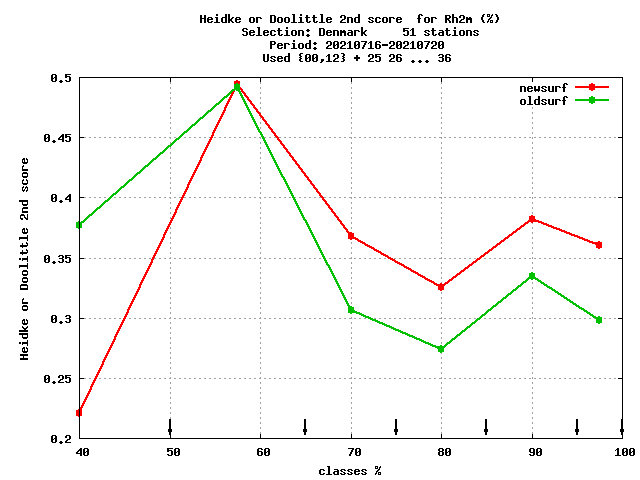 Heidke or Doolittle 2nd score  for Rh2m (%)
Selection: Denmark     51 stations
Period: 20210716-20210720
Used {00,12} + 25 26 ... 36
newsurf
oldsurf
0.5
0.45
0.4
0.35
0.3
0.25
0.2
Heidke or Doolittle 2nd score
40 50 60 70 80 90 100
classes %